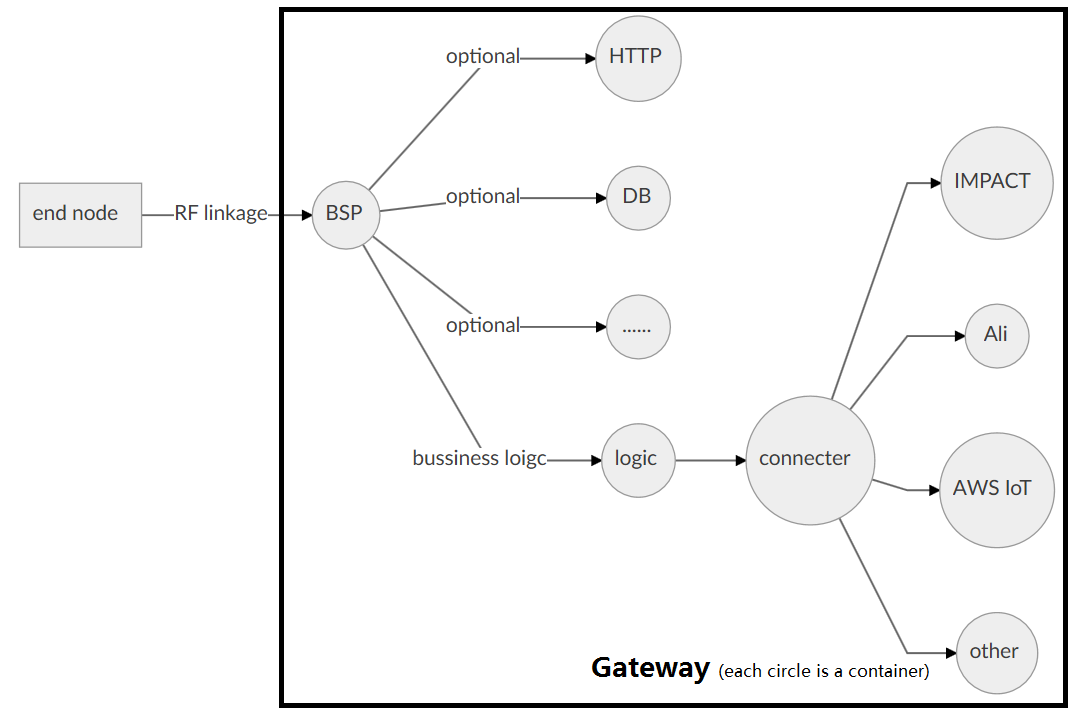 end node
RF linkage
BSP
optional
HTTP
optional
DB
optional
......
bussiness loigc
logic
connecter
IMPACT
Ali
AWS IoT
other
Gateway (each circle is a container)